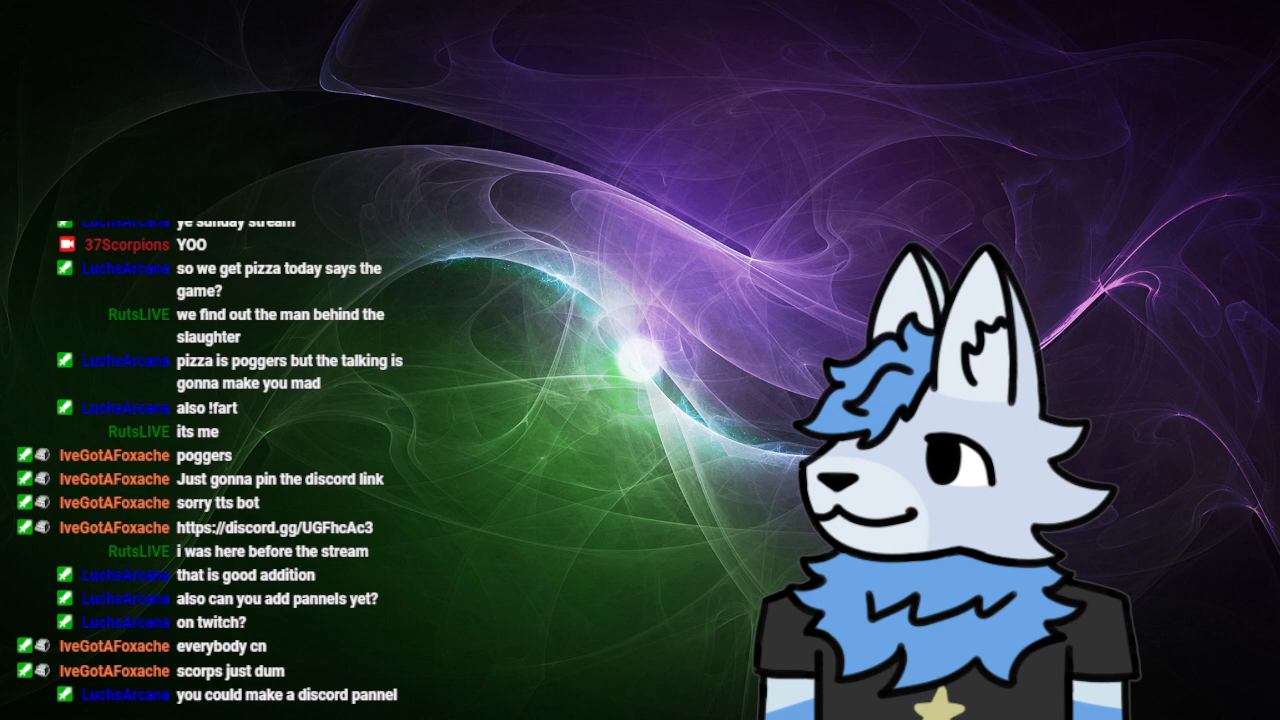 LuchsArcana ye sunday stream
37Scorpions YOO
LuchsArcana so we get pizza today says the
game?
RutsLIVE we find out the man behind the
slaughter
LuchsArcana pizza is poggers but the talking is
gonna make you mad
LuchsArcana also !fart
RutsLIVE its me
IveGotAFoxache poggers
IveGotAFoxache Just gonna pin the discord link
IveGotAFoxache sorry tts bot
IveGotAFoxache https://discord.gg/UGFhcAc3
RutsLIVE i was here before the stream
LuchsArcana that is good addition
LuchsArcana also can you add pannels yet?
LuchsArcana on twitch?
IveGotAFoxache everybody cn
IveGotAFoxache scorps just dum
LuchsArcana you could make a discord pannel